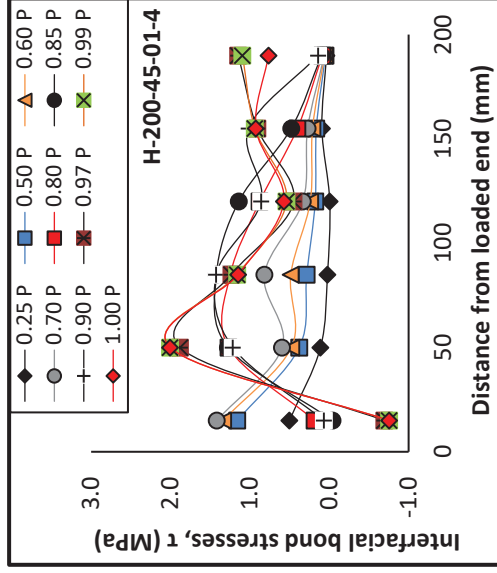 0.25 P
0.50 P
0.60 P
0.70 P
0.80 P
0.85 P
0.90 P
0.97 P
0.99 P
1.00 P
H-200-45-01-4
3.0
2.0
1.0
0.0
-1.0
Interfacial bond stresses, τ (MPa)
0
50
100
150
200
Distance from loaded end (mm)